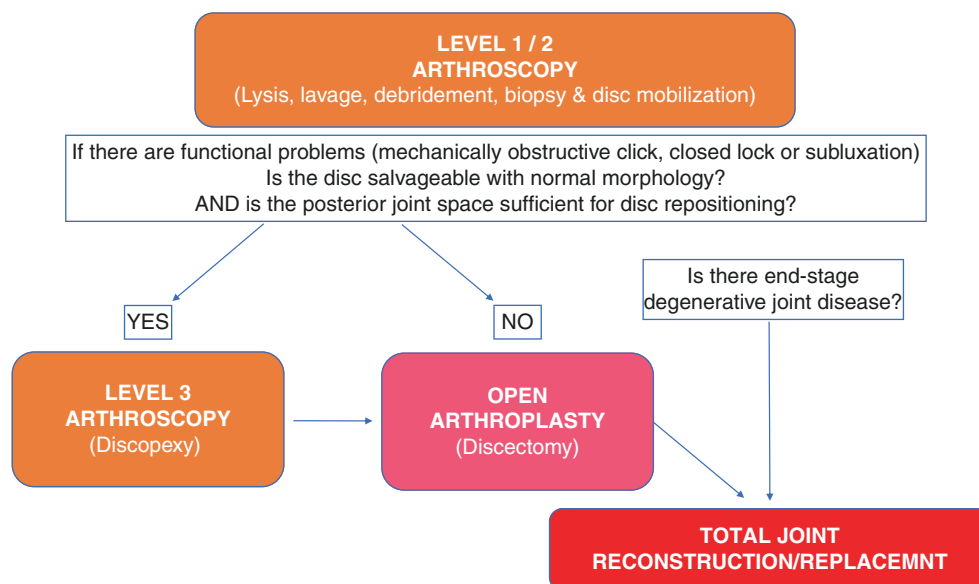 LEVEL 1 / 2
ARTHROSCOPY
(Lysis, lavage, debridement, biopsy & disc mobilization)
If there are functional problems (mechanically obstructive click, closed lock or subluxation)
Is the disc salvageable with normal morphology?
AND is the posterior joint space sufficient for disc repositioning?
Is there end-stage
degenerative joint disease?
YES
NO
LEVEL 3
ARTHROSCOPY
(Discopexy)
OPEN
ARTHROPLASTY
(Discectomy)
TOTAL JOINT
RECONSTRUCTION/REPLACEMNT